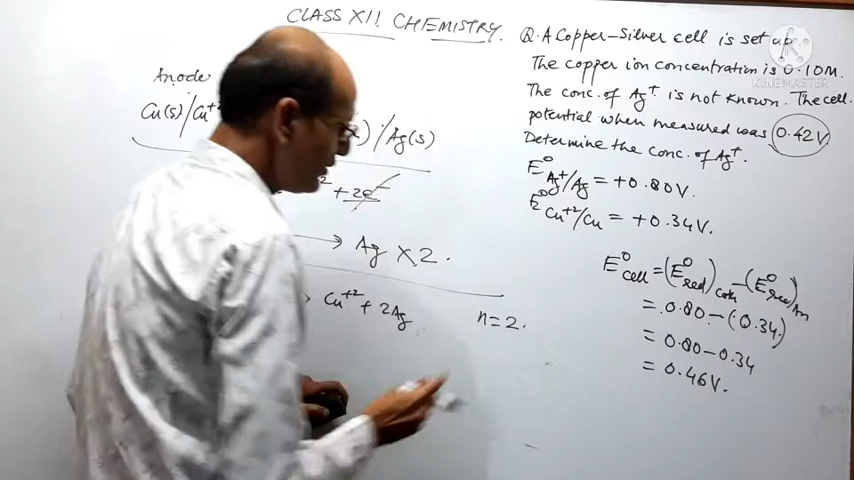 CLASS XII CHEMISTRY.
Q. A Copper-Silver cell is set up.
The copper ion concentration is 0.10M.
The conc. of Ag+ is not known. The cell
potential when measured was 0.42V
Determine the conc. of Ag+.
E° Ag+/Ag = +0.80V.
E° Cu+2/Cu = +0.34V.
E°cell = (E°red)Cath - (E°red)An
= 0.80 - (0.34)
= 0.80 - 0.34
= 0.46V.
Anode
Cu(s)/Cu+2 )/Ag(s)
+2 + 2e-
→ Ag X 2.
Cu+2 + 2Ag
n=2.
Made with
KINEMASTER